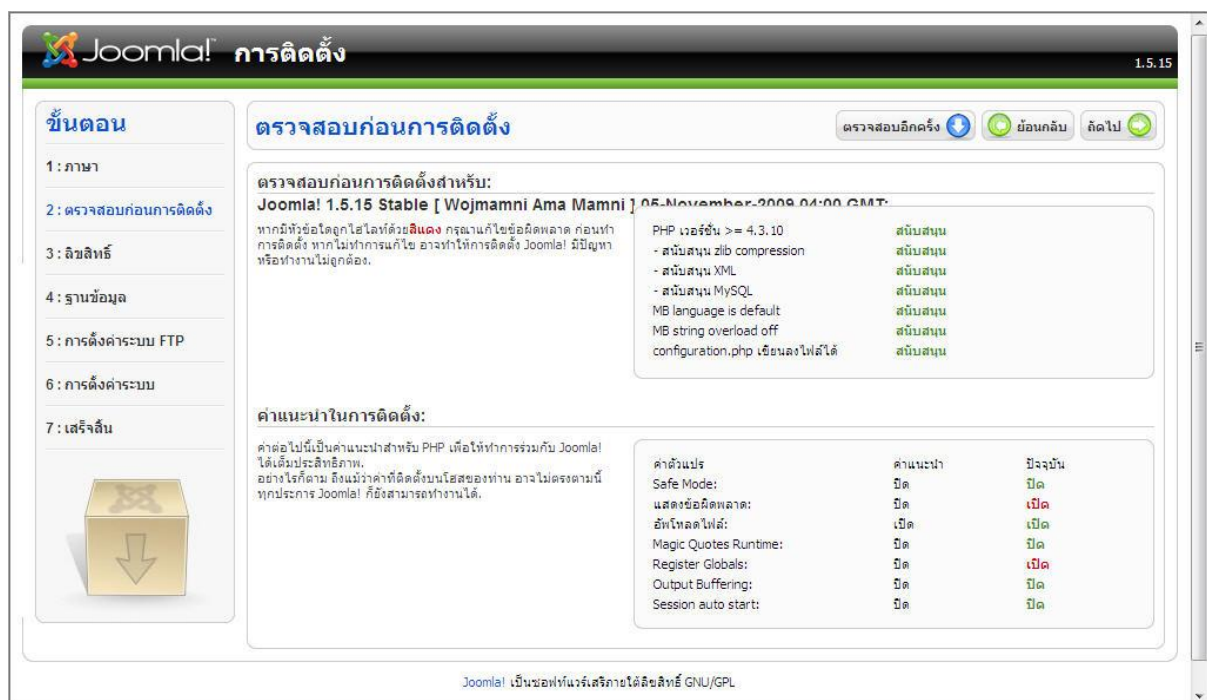 Joomla! การติดตั้ง
1.5.15
ขั้นตอน
1 : ภาษา
2 : ตรวจสอบก่อนการติดตั้ง
3 : ลิขสิทธิ์
4 : ฐานข้อมูล
5 : การตั้งค่าระบบ FTP
6 : การตั้งค่าระบบ
7 : เสร็จสิ้น
ตรวจสอบก่อนการติดตั้ง
ตรวจสอบอีกครั้ง ย้อนกลับ ถัดไป
ตรวจสอบก่อนการติดตั้งสำหรับ:
Joomla! 1.5.15 Stable [ Wojmamni Ama Mamni ] 05-November-2009 04:00 GMT:
หากมีหัวข้อใดถูกไฮไลท์ด้วยสีแดง กรุณาแก้ไขข้อผิดพลาด ก่อนทำ
การติดตั้ง หากไม่ทำการแก้ไข อาจทำให้การติดตั้ง Joomla! มีปัญหา
หรือทำงานไม่ถูกต้อง.
PHP เวอร์ชั่น >= 4.3.10 สนับสนุน
- สนับสนุน zlib compression สนับสนุน
- สนับสนุน XML สนับสนุน
- สนับสนุน MySQL สนับสนุน
MB language is default สนับสนุน
MB string overload off สนับสนุน
configuration.php เขียนลงไฟล์ได้ สนับสนุน
ค่าแนะนำในการติดตั้ง:
ค่าต่อไปนี้เป็นค่าแนะนำสำหรับ PHP เพื่อให้ทำการร่วมกับ Joomla!
ได้เต็มประสิทธิภาพ.
อย่างไรก็ตาม ถึงแม้ว่าค่าที่ติดตั้งบนโฮสของท่าน อาจไม่ตรงตามนี้
ทุกประการ Joomla! ก็ยังสามารถทำงานได้.
ค่าตัวแปร ค่าแนะนำ ปัจจุบัน
Safe Mode: ปิด ปิด
แสดงข้อผิดพลาด: ปิด เปิด
อัพโหลดไฟล์: เปิด เปิด
Magic Quotes Runtime: ปิด ปิด
Register Globals: ปิด เปิด
Output Buffering: ปิด ปิด
Session auto start: ปิด ปิด
Joomla! เป็นซอฟท์แวร์เสรีภายใต้ลิขสิทธิ์ GNU/GPL